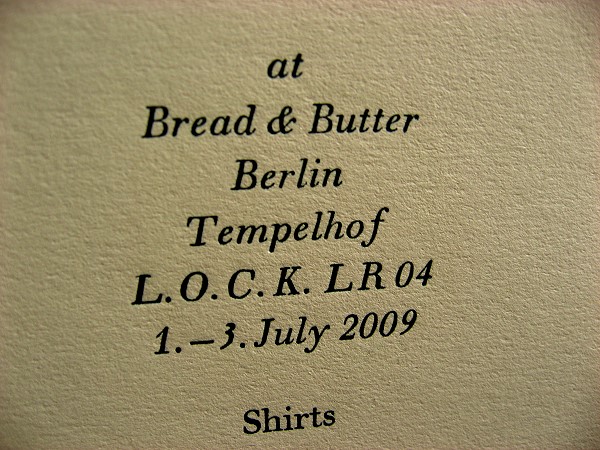 at
Bread & Butter
Berlin
Tempelhof
L.O.C.K. LR 04
1.–3. July 2009
Shirts